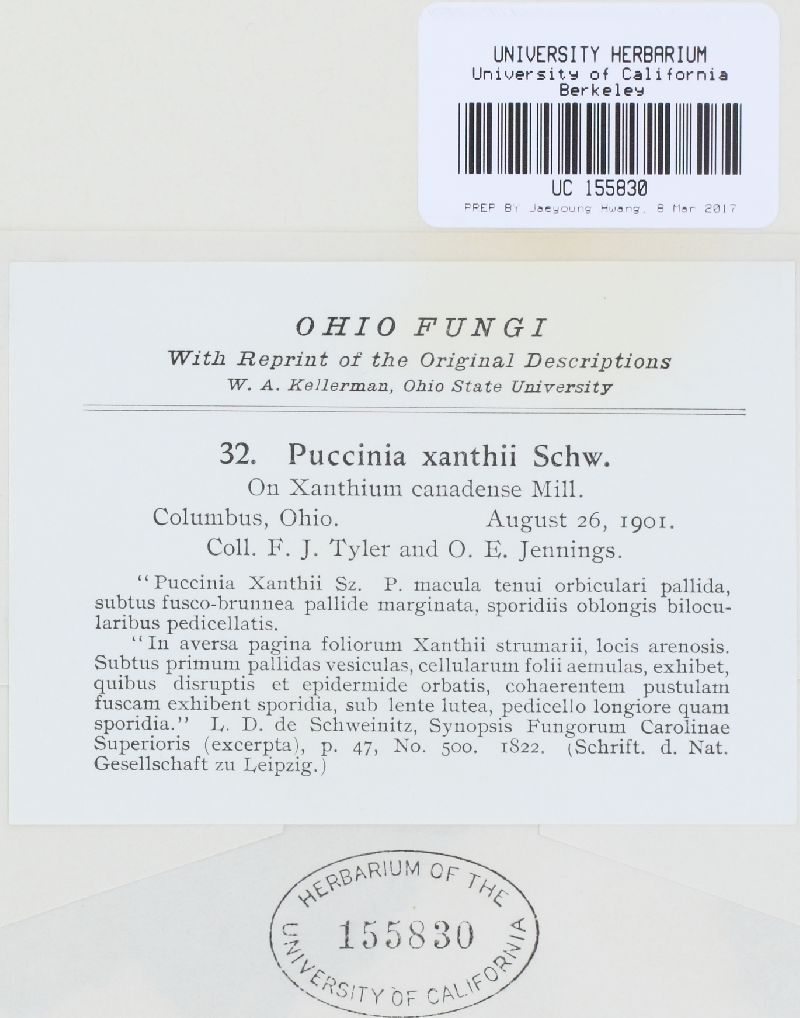 UNIVERSITY HERBARIUM
University of California
Berkeley
UC 155830
PREP BY Jaeyoung Hwang, 8 Mar 2017
OHIO FUNGI
With Reprint of the Original Descriptions
W. A. Kellerman, Ohio State University
32. Puccinia xanthii Schw.
On Xanthium canadense Mill.
Columbus, Ohio. August 26, 1901.
Coll. F. J. Tyler and O. E. Jennings.
"Puccinia Xanthii Sz. P. macula tenui orbiculari pallida,
subtus fusco-brunnea pallide marginata, sporidiis oblongis bilocu-
laribus pedicellatis.
"In aversa pagina foliorum Xanthii strumarii, locis arenosis.
Subtus primum pallidas vesiculas, cellularum folii aemulas, exhibet,
quibus disruptis et epidermide orbatis, cohaerentem pustulam
fuscam exhibent sporidia, sub lente lutea, pedicello longiore quam
sporidia." L. D. de Schweinitz, Synopsis Fungorum Carolinae
Superioris (excerpta), p. 47, No. 500. 1822. (Schrift. d. Nat.
Gesellschaft zu Leipzig.)
HERBARIUM OF THE
155830
UNIVERSITY OF CALIFORNIA